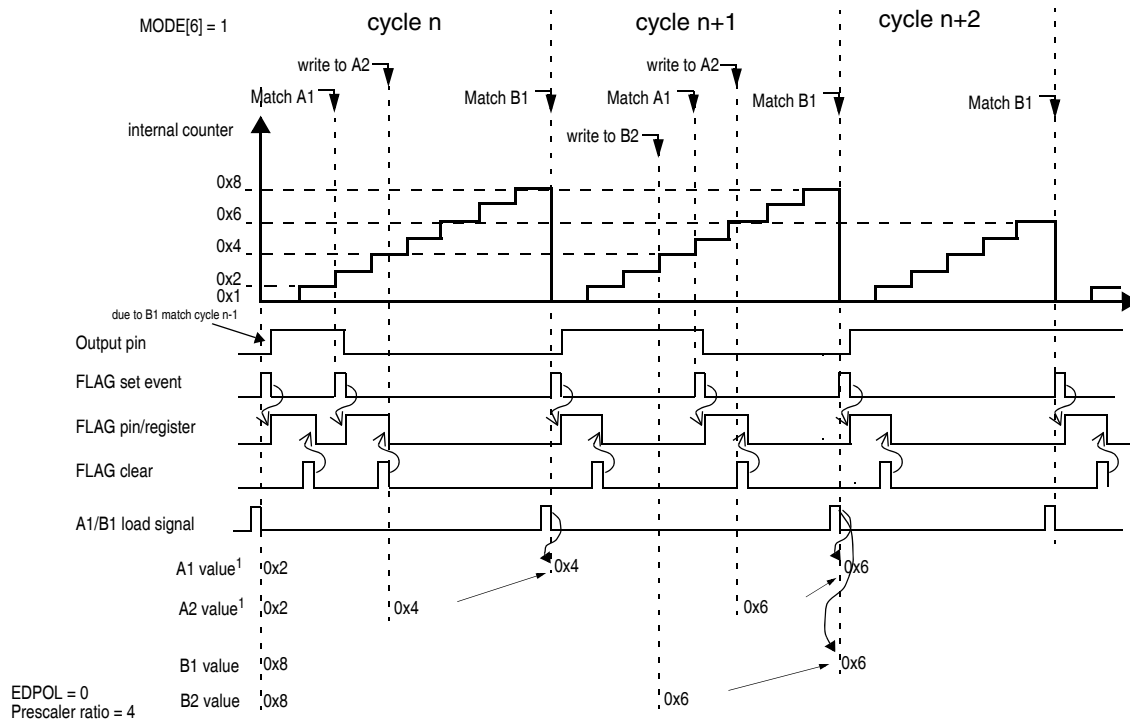 MODE[6] = 1
cycle n
cycle n+1
cycle n+2
write to A2
write to A2
Match A1
Match B1
Match A1
Match B1
Match B1
internal counter
write to B2
0x8
0x6
0x4
0x2
0x1
due to B1 match cycle n-1
Output pin
FLAG set event
FLAG pin/register
FLAG clear
A1/B1 load signal
A1 value1 0x2 0x4 0x6
A2 value1 0x2 0x4 0x6
B1 value 0x8 0x6
B2 value 0x8 0x6
EDPOL = 0
Prescaler ratio = 4